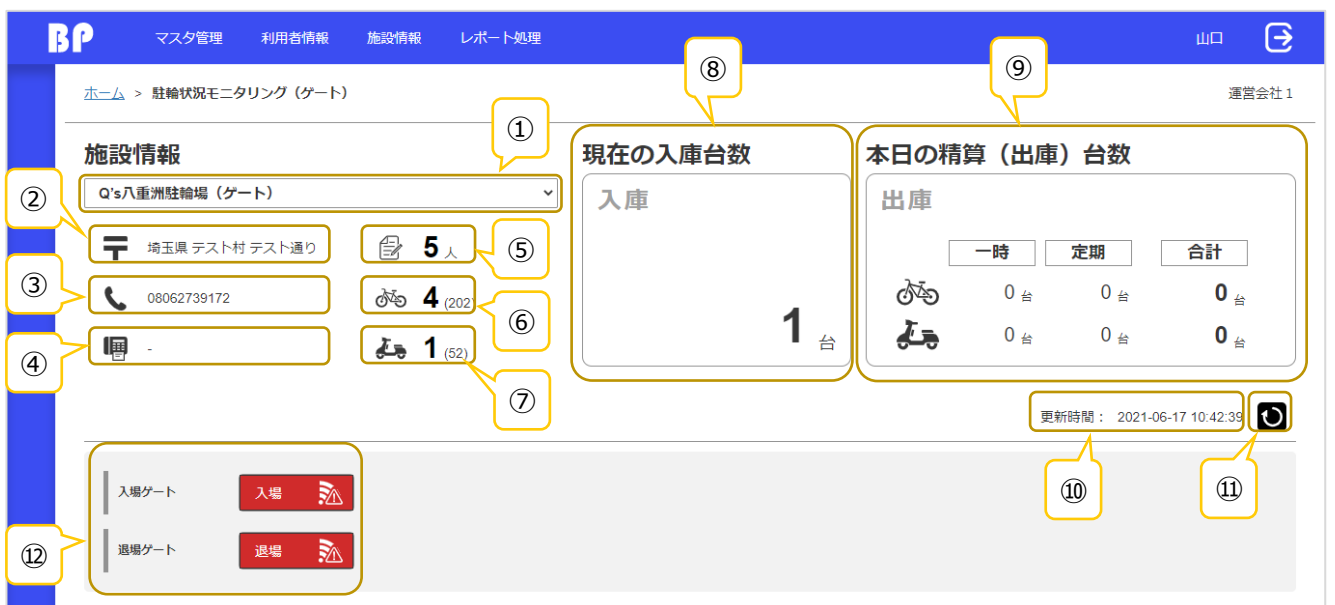 BP マスタ管理 利用者情報 施設情報 レポート処理 山口
⑧ ⑨
ホーム > 駐輪状況モニタリング（ゲート） 運営会社１
①
施設情報 現在の入庫台数 本日の精算（出庫）台数
② Q's八重洲駐輪場（ゲート） 入庫 出庫
埼玉県 テスト村 テスト通り 5 人 ⑤ 一時 定期 合計
③ 08062739172 4 (202) 0 台 0 台 0 台
⑥ 1 台
④ - 1 (52) 0 台 0 台 0 台
⑦
更新時間： 2021-06-17 10:42:39
入場ゲート 入場 ⑩ ⑪
⑫ 退場ゲート 退場